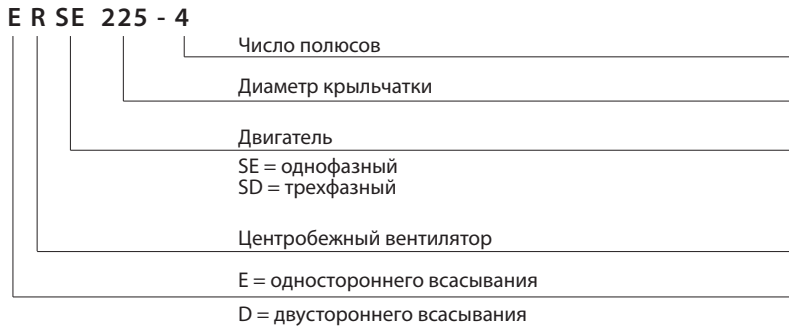 E R SE 225 - 4
Число полюсов
Диаметр крыльчатки
Двигатель
SE = однофазный
SD = трехфазный
Центробежный вентилятор
E = одностороннего всасывания
D = двустороннего всасывания